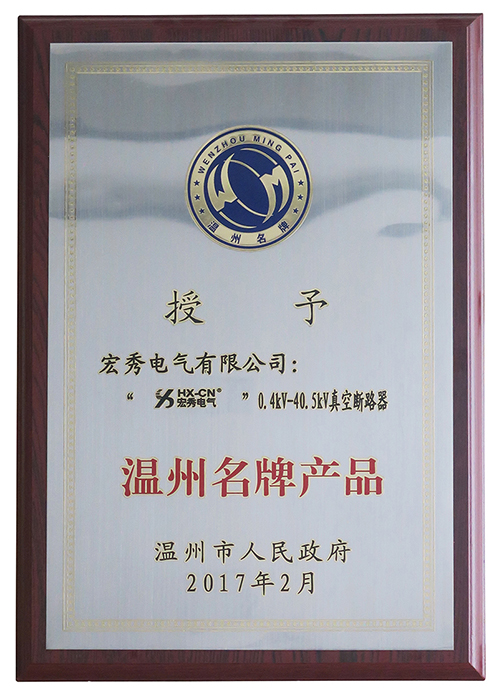 WENZHOU MING PAI
WM
温州名牌
授 予
宏秀电气有限公司：
“ HX-CN® ” 0.4kV-40.5kV真空断路器
宏秀电气
温州名牌产品
温州市人民政府
2017年2月